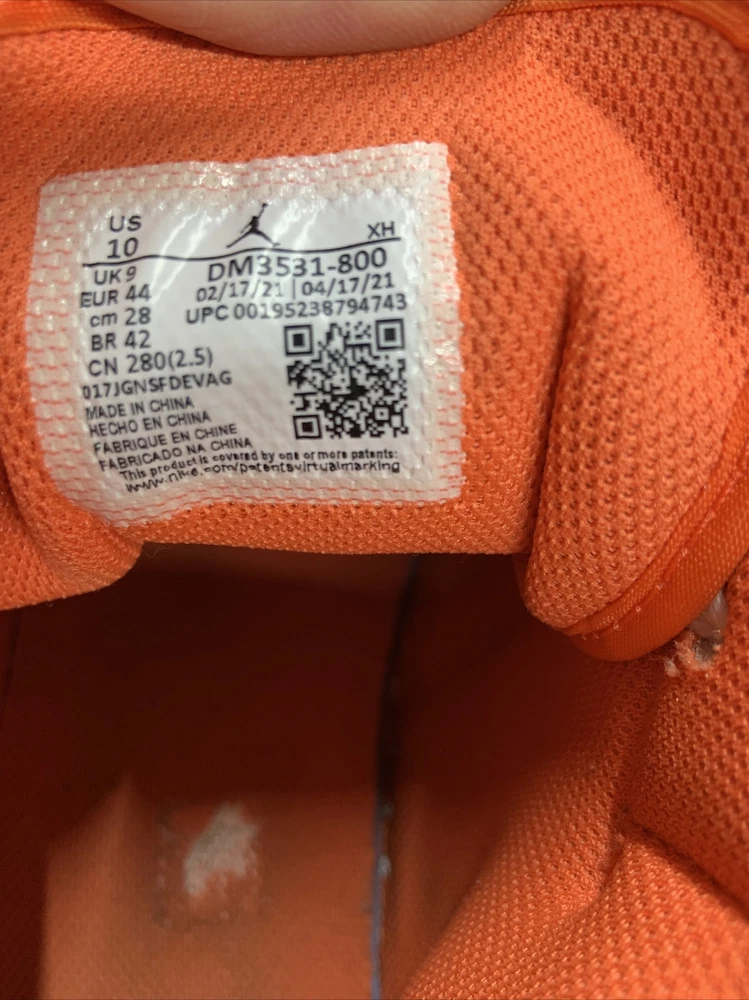 US
10
XH
UK 9
DM3531-800
EUR 44
02/17/21 | 04/17/21
cm 28
UPC 00195238794743
BR 42
CN 280(2.5)
017JGNSFDEVAG
MADE IN CHINA
HECHO EN CHINA
FABRIQUE EN CHINE
FABRICADO NA CHINA
This product is covered by one or more patents:
www.nike.com/patentsvirtualmarking